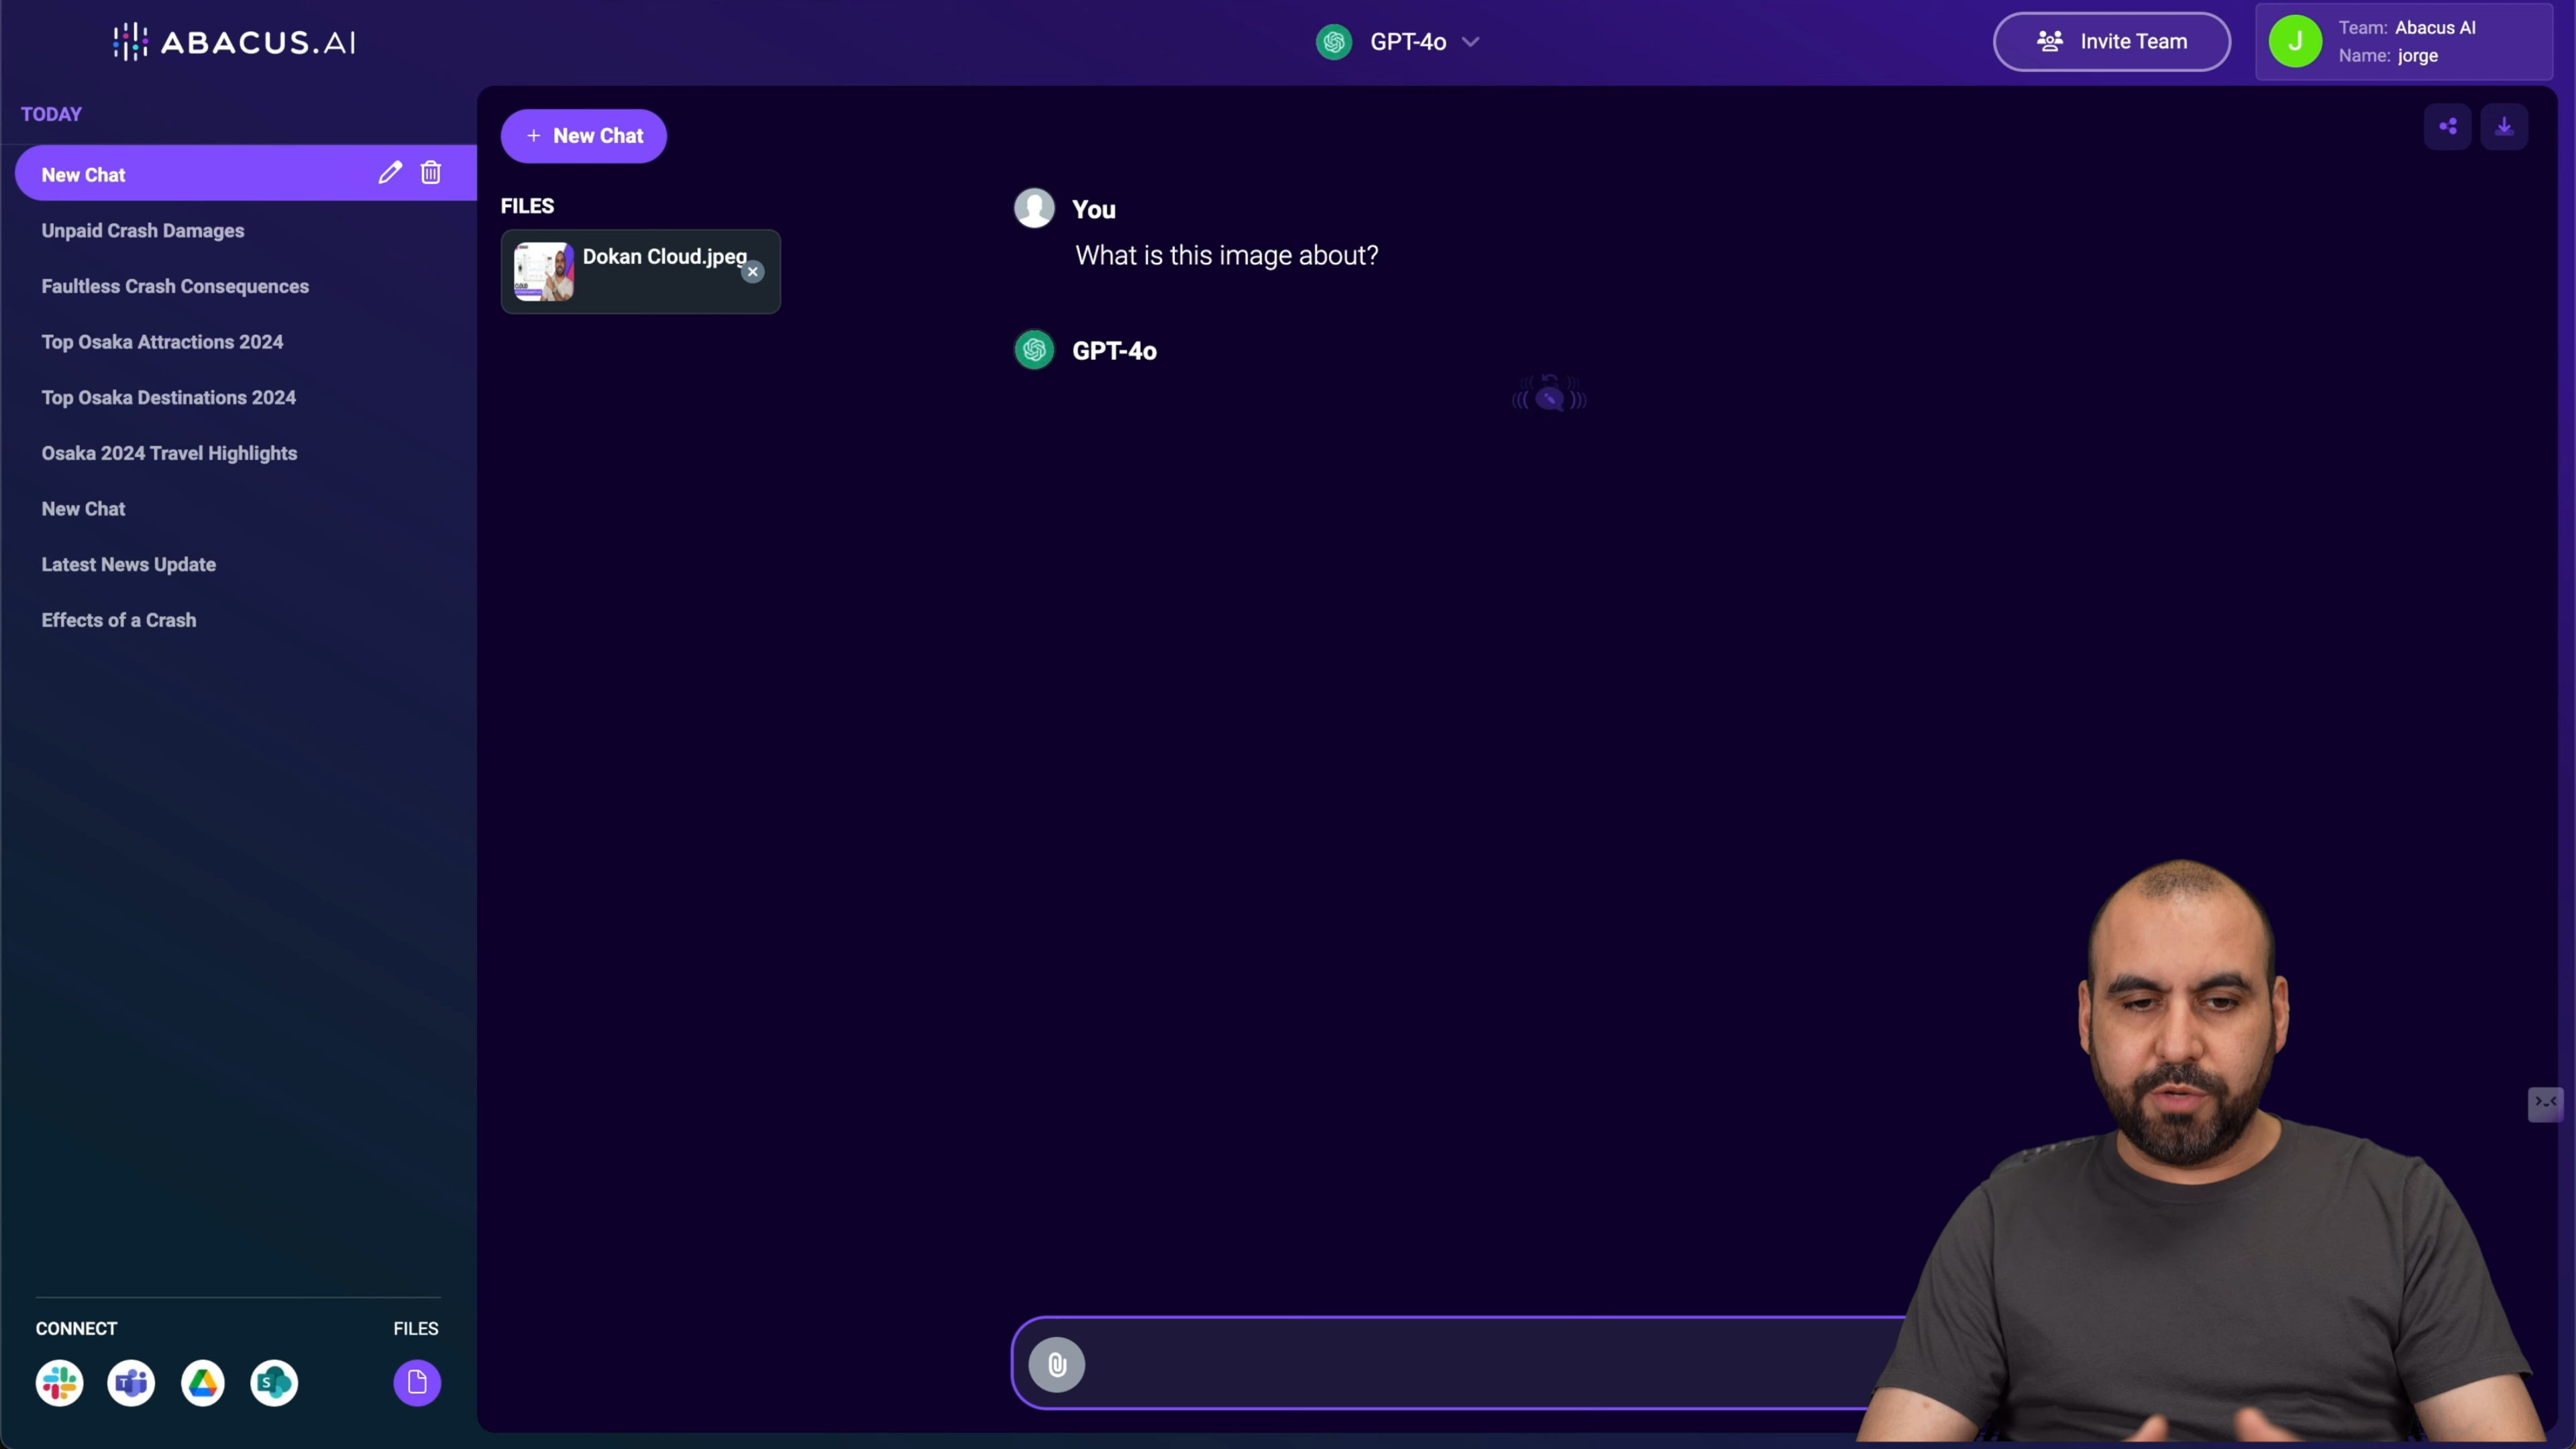 ABACUS.AI
GPT-4o
Invite Team
J
Team: Abacus AI
Name: jorge
TODAY
New Chat
Unpaid Crash Damages
Faultless Crash Consequences
Top Osaka Attractions 2024
Top Osaka Destinations 2024
Osaka 2024 Travel Highlights
New Chat
Latest News Update
Effects of a Crash
CONNECT
FILES
+ New Chat
FILES
Dokan Cloud.jpeg
You
What is this image about?
GPT-4o